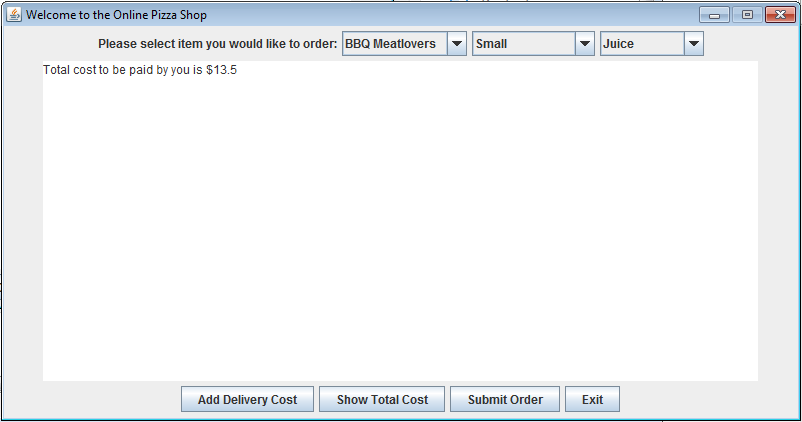 Welcome to the Online Pizza Shop
Please select item you would like to order: BBQ Meatlovers Small Juice
Total cost to be paid by you is $13.5
Add Delivery Cost Show Total Cost Submit Order Exit